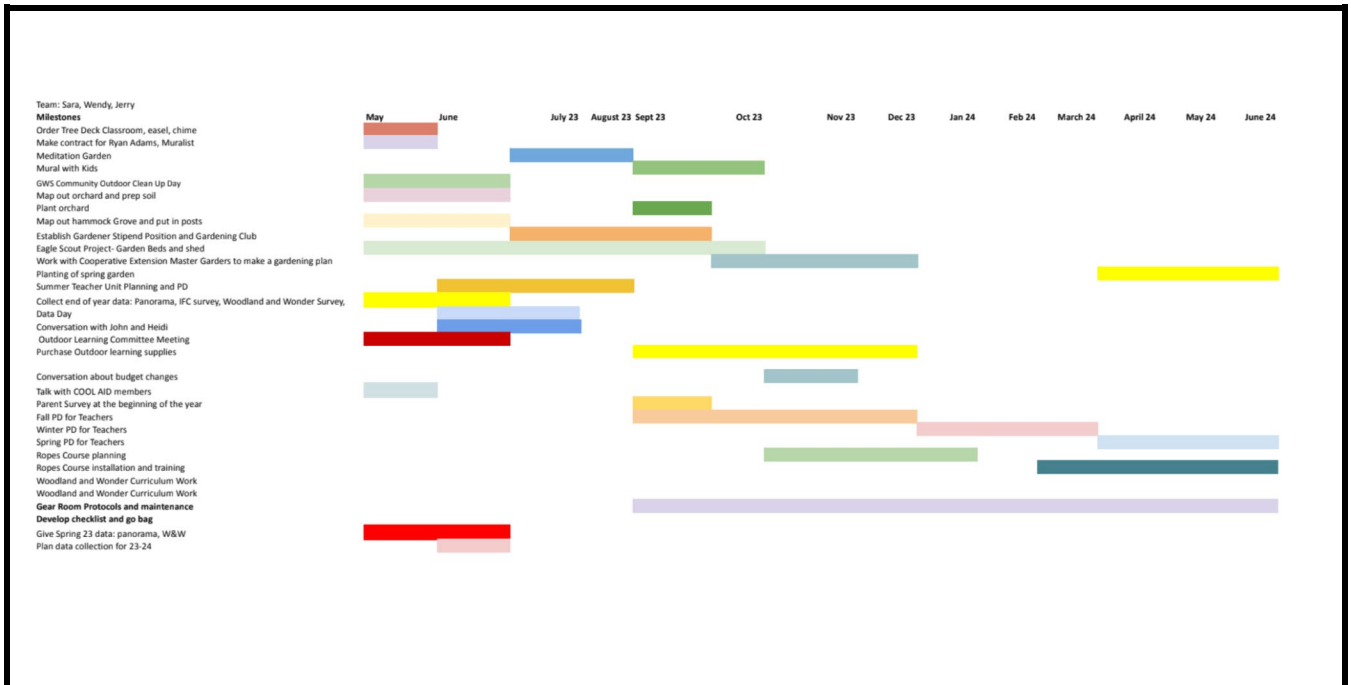 Team: Sara, Wendy, Jerry
Milestones May June July 23 August 23 Sept 23 Oct 23 Nov 23 Dec 23 Jan 24 Feb 24 March 24 April 24 May 24 June 24
Order Tree Deck Classroom, easel, chime
Make contract for Ryan Adams, Muralist
Meditation Garden
Mural with Kids
GWS Community Outdoor Clean Up Day
Map out orchard and prep soil
Plant orchard
Map out hammock Grove and put in posts
Establish Gardener Stipend Position and Gardening Club
Eagle Scout Project- Garden Beds and shed
Work with Cooperative Extension Master Gardens to make a gardening plan
Planting of spring garden
Summer Teacher Unit Planning and PD
Collect end of year data: Panorama, IFC survey, Woodland and Wonder Survey,
Data Day
Conversation with John and Heidi
Outdoor Learning Committee Meeting
Purchase Outdoor learning supplies
Conversation about budget changes
Talk with COOL AID members
Parent Survey at the beginning of the year
Fall PD for Teachers
Winter PD for Teachers
Spring PD for Teachers
Ropes Course planning
Ropes Course installation and training
Woodland and Wonder Curriculum Work
Woodland and Wonder Curriculum Work
Gear Room Protocols and maintenance
Develop checklist and go bag
Give Spring 23 data: panorama, W&W
Plan data collection for 23-24